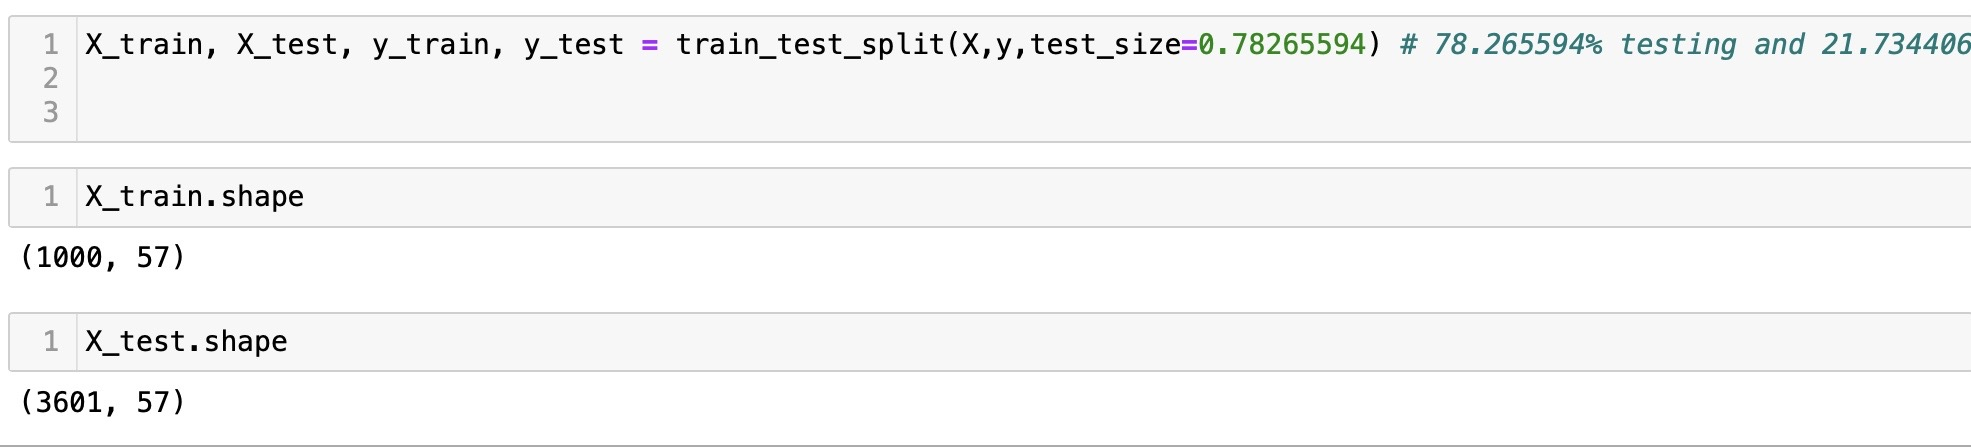 1 X_train, X_test, y_train, y_test = train_test_split(X,y,test_size=0.78265594) # 78.265594% testing and 21.734406
2
3
1 X_train.shape
(1000, 57)
1 X_test.shape
(3601, 57)